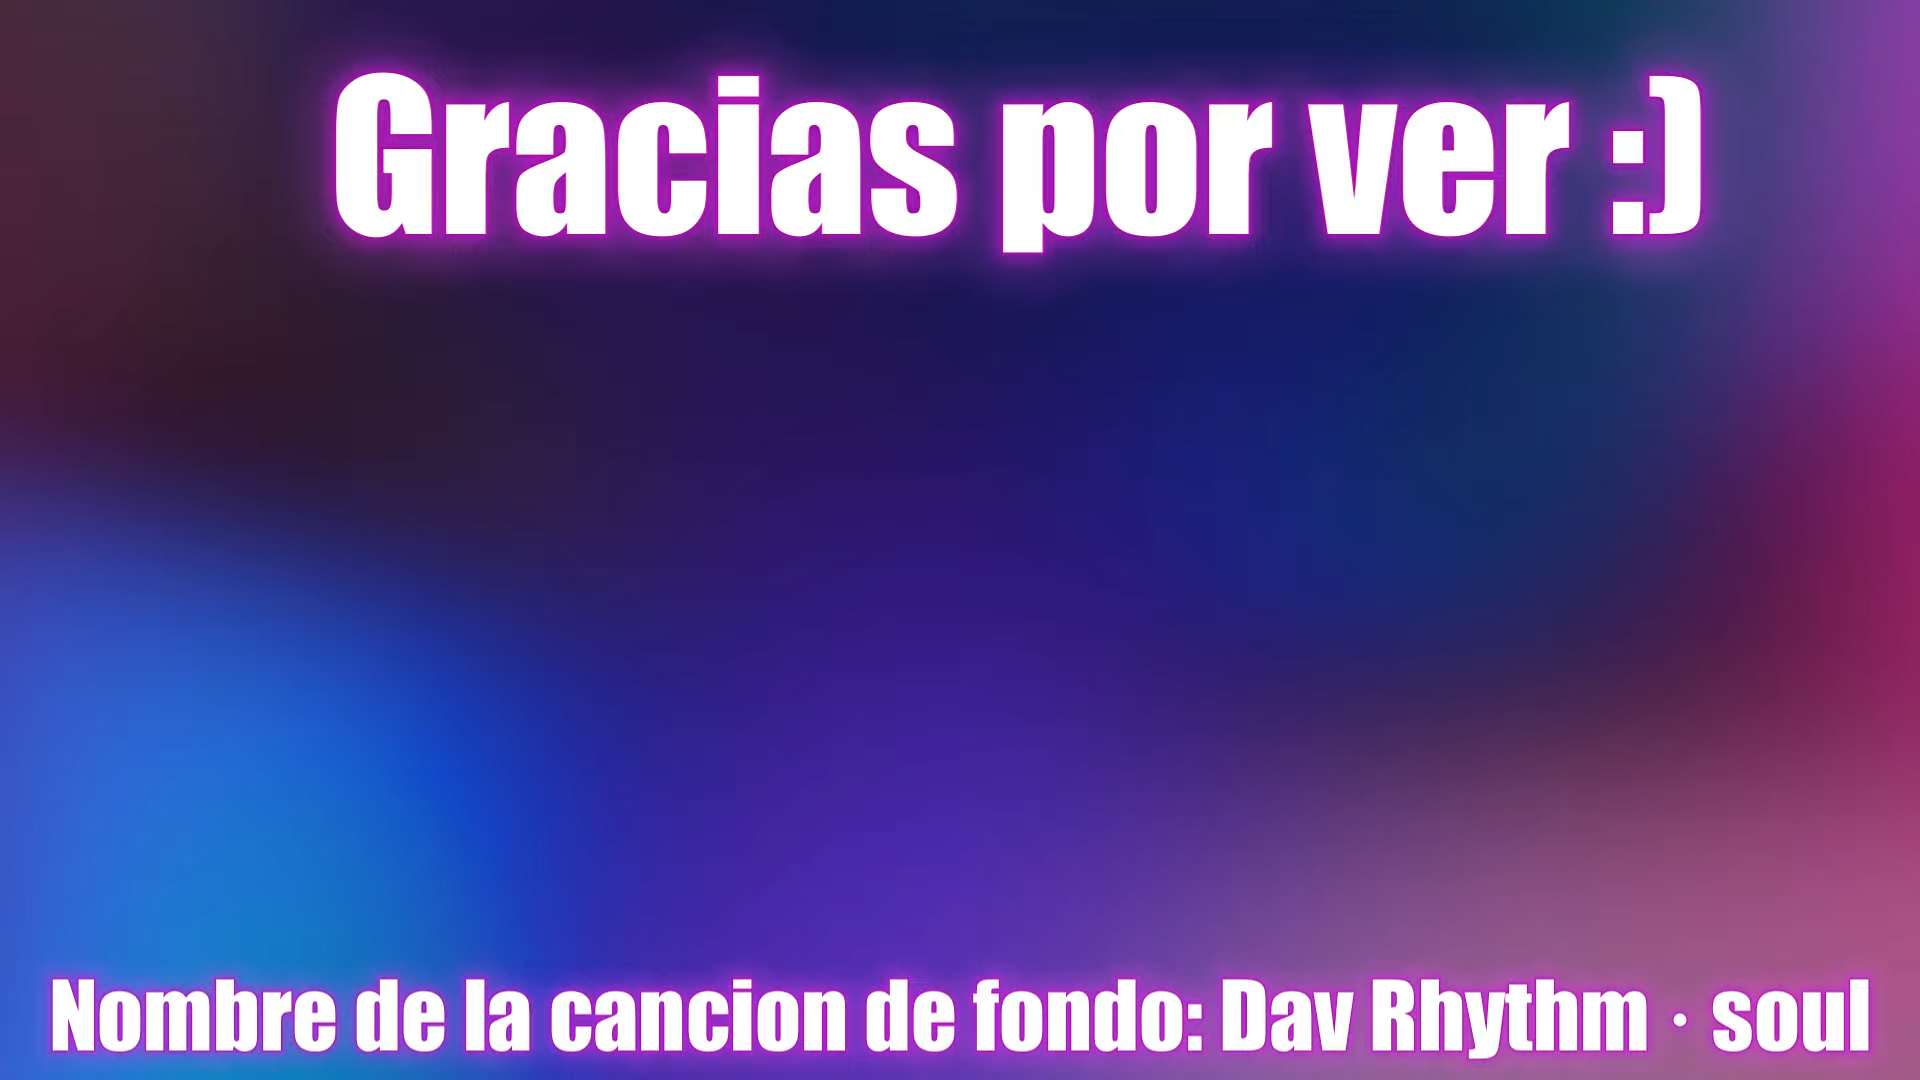 Gracias por ver :)
Nombre de la cancion de fondo: Dav Rhythm · soul